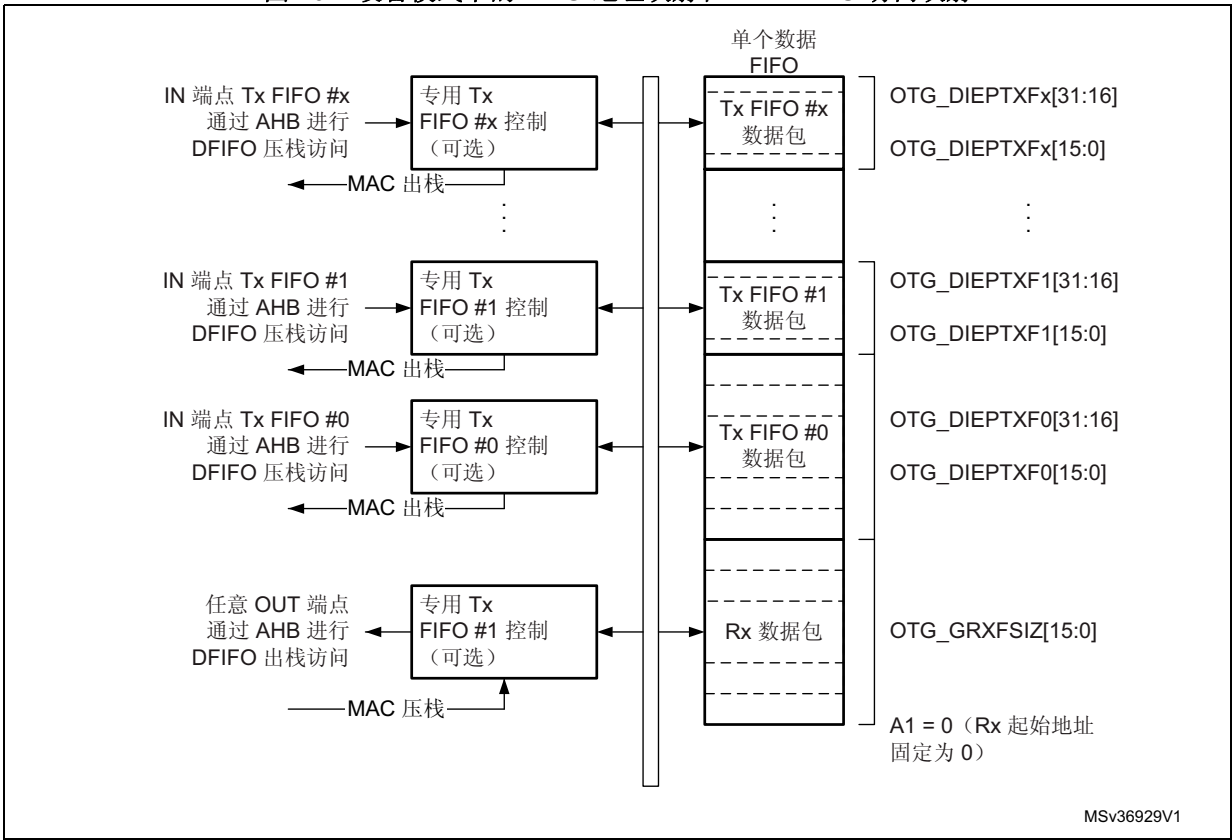 单个数据
FIFO
IN 端点 Tx FIFO #x
通过 AHB 进行
DFIFO 压栈访问
专用 Tx
FIFO #x 控制
（可选）
MAC 出栈
Tx FIFO #x
数据包
OTG_DIEPTXFx[31:16]
OTG_DIEPTXFx[15:0]
IN 端点 Tx FIFO #1
通过 AHB 进行
DFIFO 压栈访问
专用 Tx
FIFO #1 控制
（可选）
MAC 出栈
Tx FIFO #1
数据包
OTG_DIEPTXF1[31:16]
OTG_DIEPTXF1[15:0]
IN 端点 Tx FIFO #0
通过 AHB 进行
DFIFO 压栈访问
专用 Tx
FIFO #0 控制
（可选）
MAC 出栈
Tx FIFO #0
数据包
OTG_DIEPTXF0[31:16]
OTG_DIEPTXF0[15:0]
任意 OUT 端点
通过 AHB 进行
DFIFO 出栈访问
专用 Tx
FIFO #1 控制
（可选）
MAC 压栈
Rx 数据包
OTG_GRXFSIZ[15:0]
A1 = 0（Rx 起始地址
固定为 0）
MSv36929V1